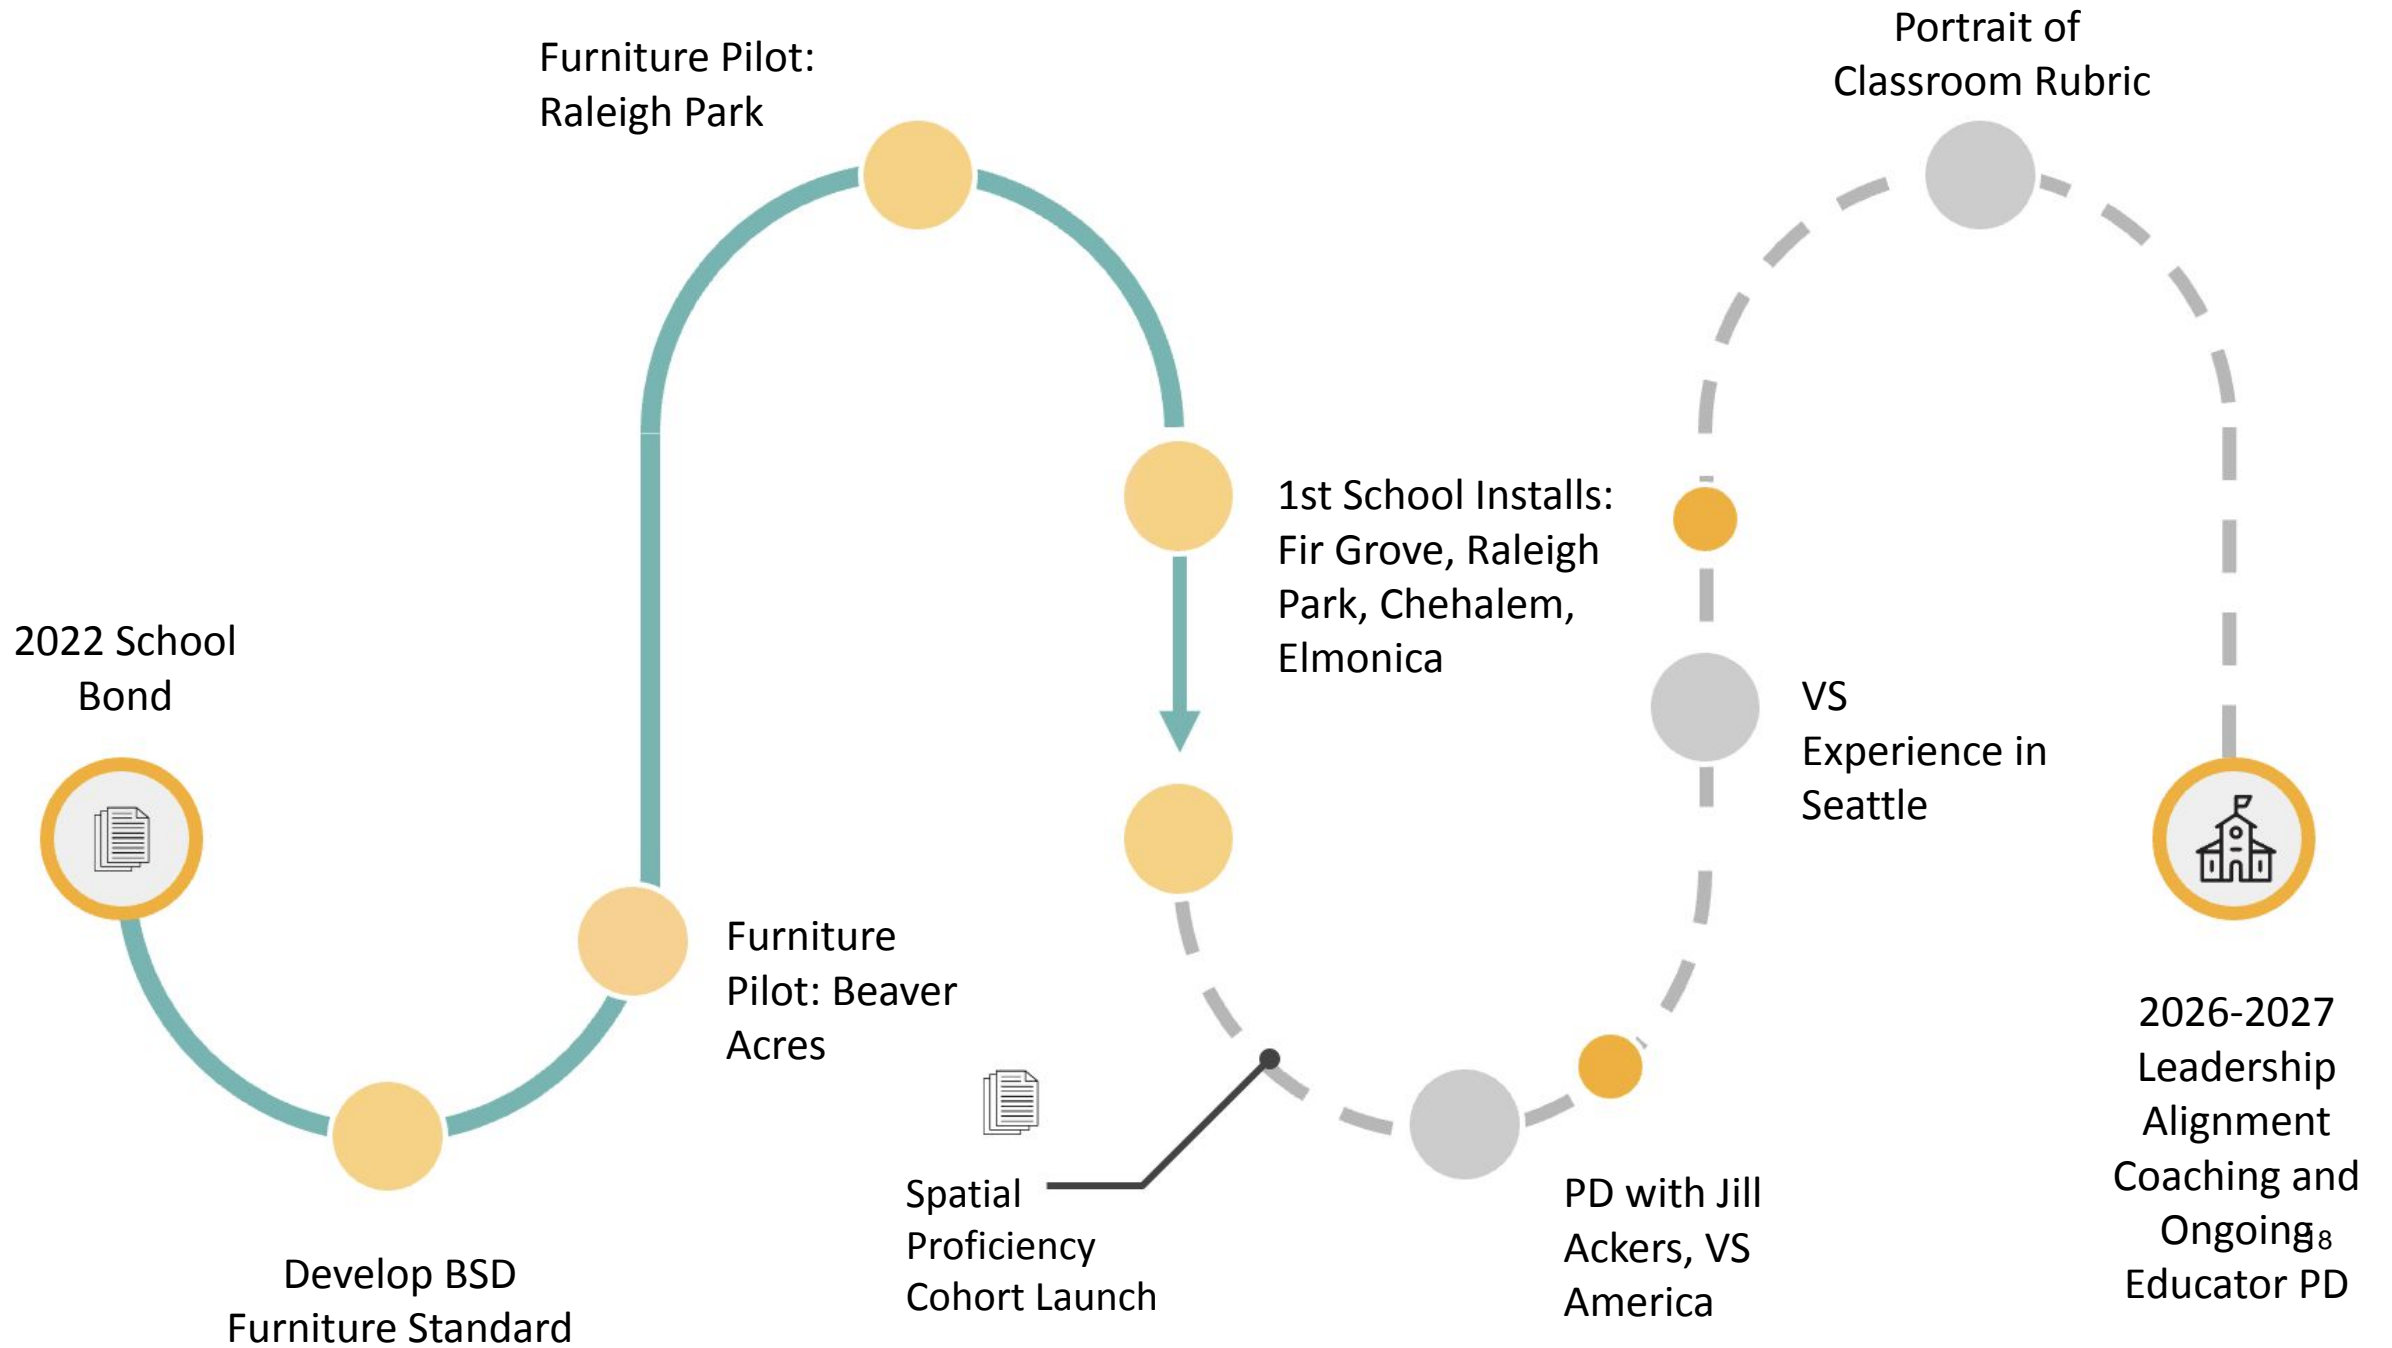 2022 School
Bond
Develop BSD
Furniture Standard
Furniture
Pilot: Beaver
Acres
Furniture Pilot:
Raleigh Park
1st School Installs:
Fir Grove, Raleigh
Park, Chehalem,
Elmonica
Spatial
Proficiency
Cohort Launch
PD with Jill
Ackers, VS
America
VS
Experience in
Seattle
Portrait of
Classroom Rubric
2026-2027
Leadership
Alignment
Coaching and
Ongoing
Educator PD